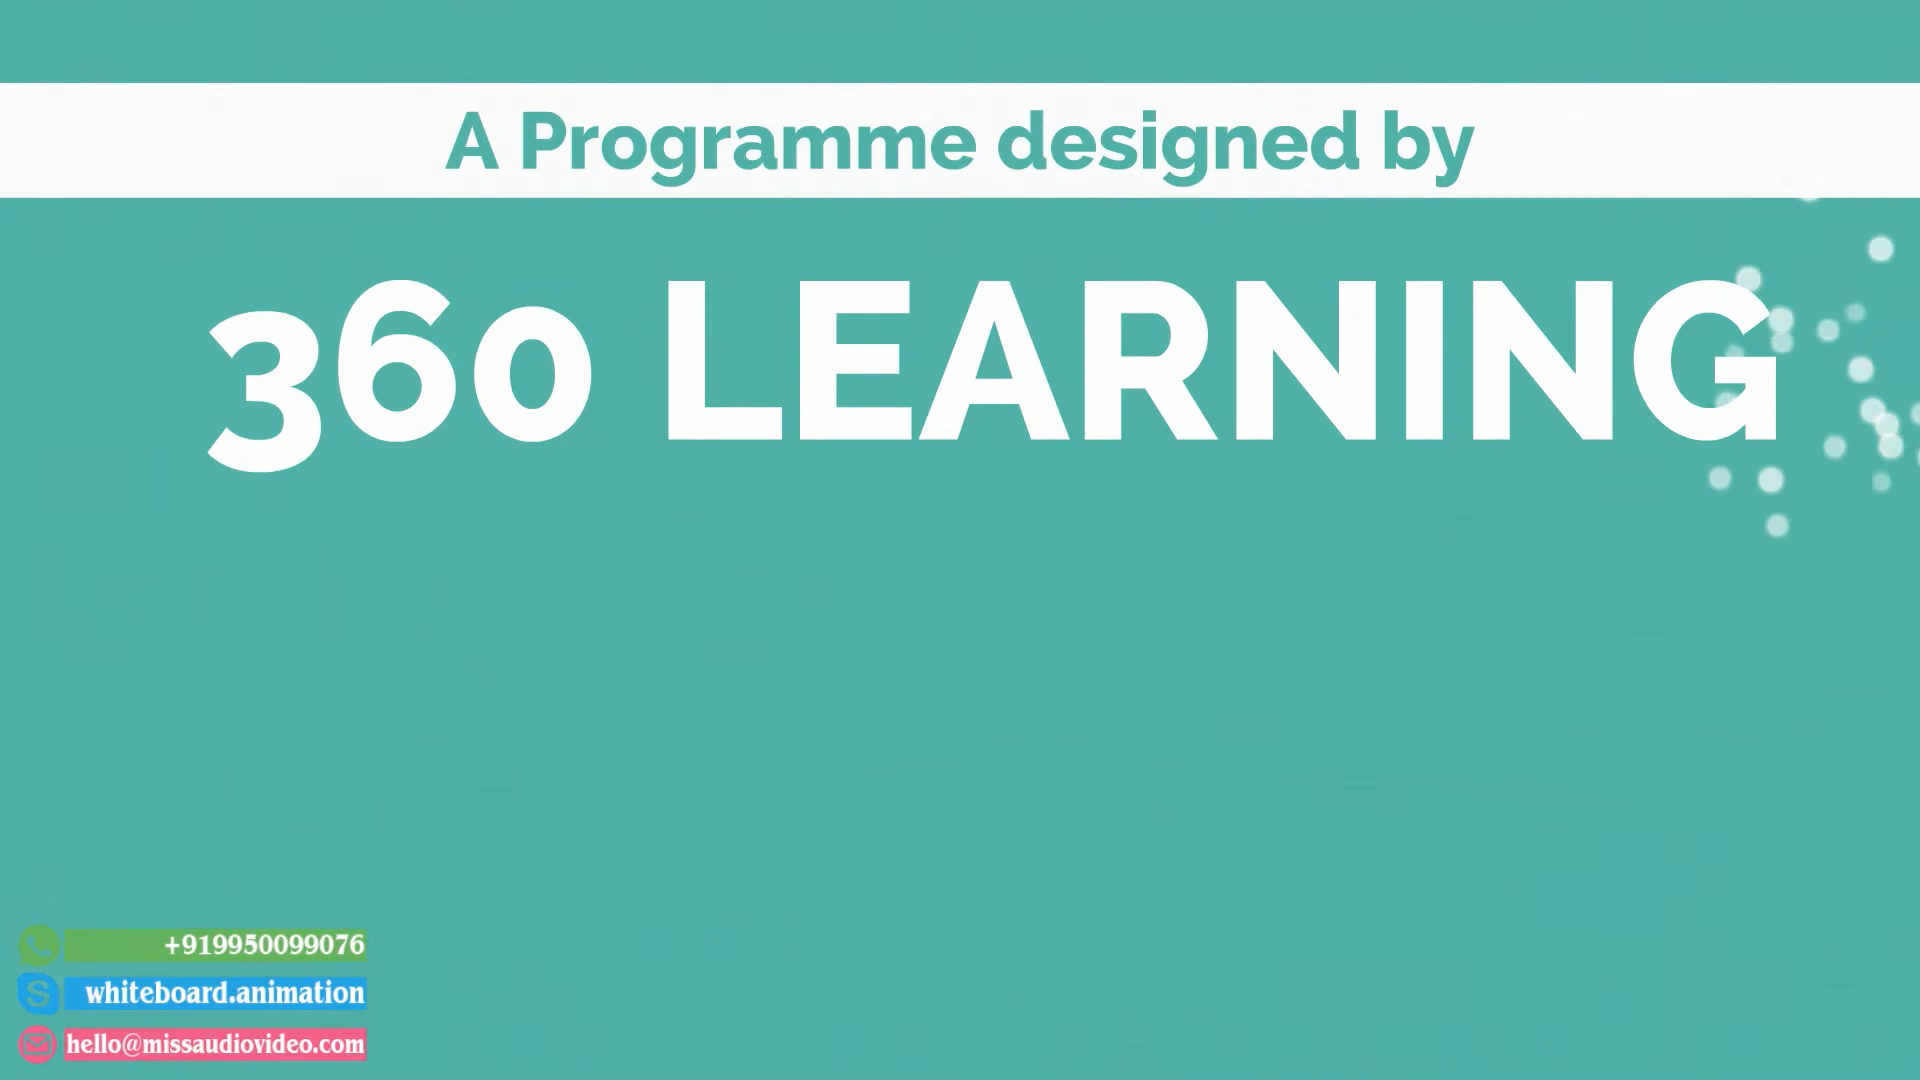 A Programme designed by
360 LEARNING
+919950099076
whiteboard.animation
hello@missaudiovideo.com